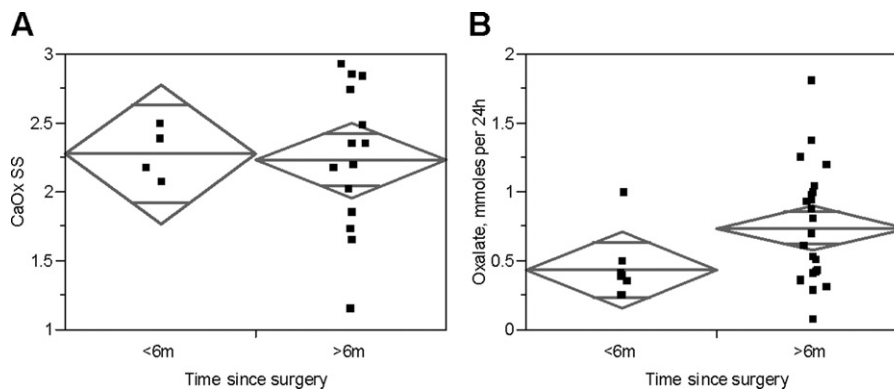 A
3
2.5
2
1.5
1
CaOx SS
<6m
>6m
Time since surgery
B
2
1.5
1
0.5
0
Oxalate, mmoles per 24h
<6m
>6m
Time since surgery